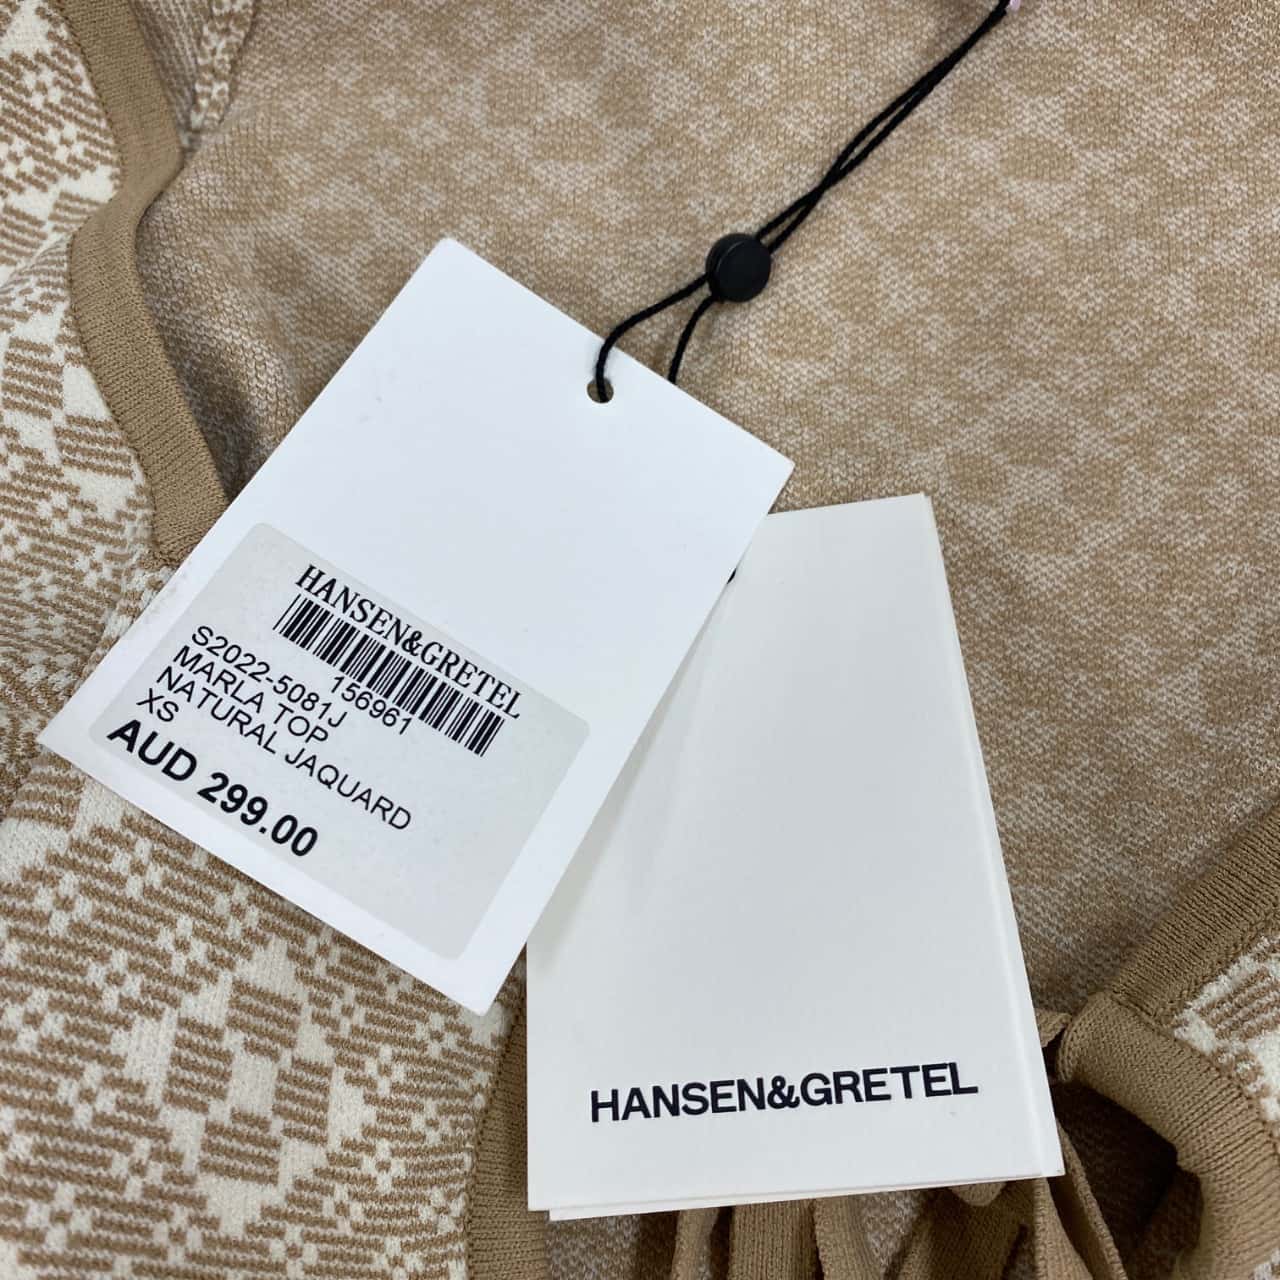 HANSEN&GRETEL
156961
S2022-5081J
MARLA TOP
NATURAL JAQUARD
XS
AUD 299.00
HANSEN&GRETEL